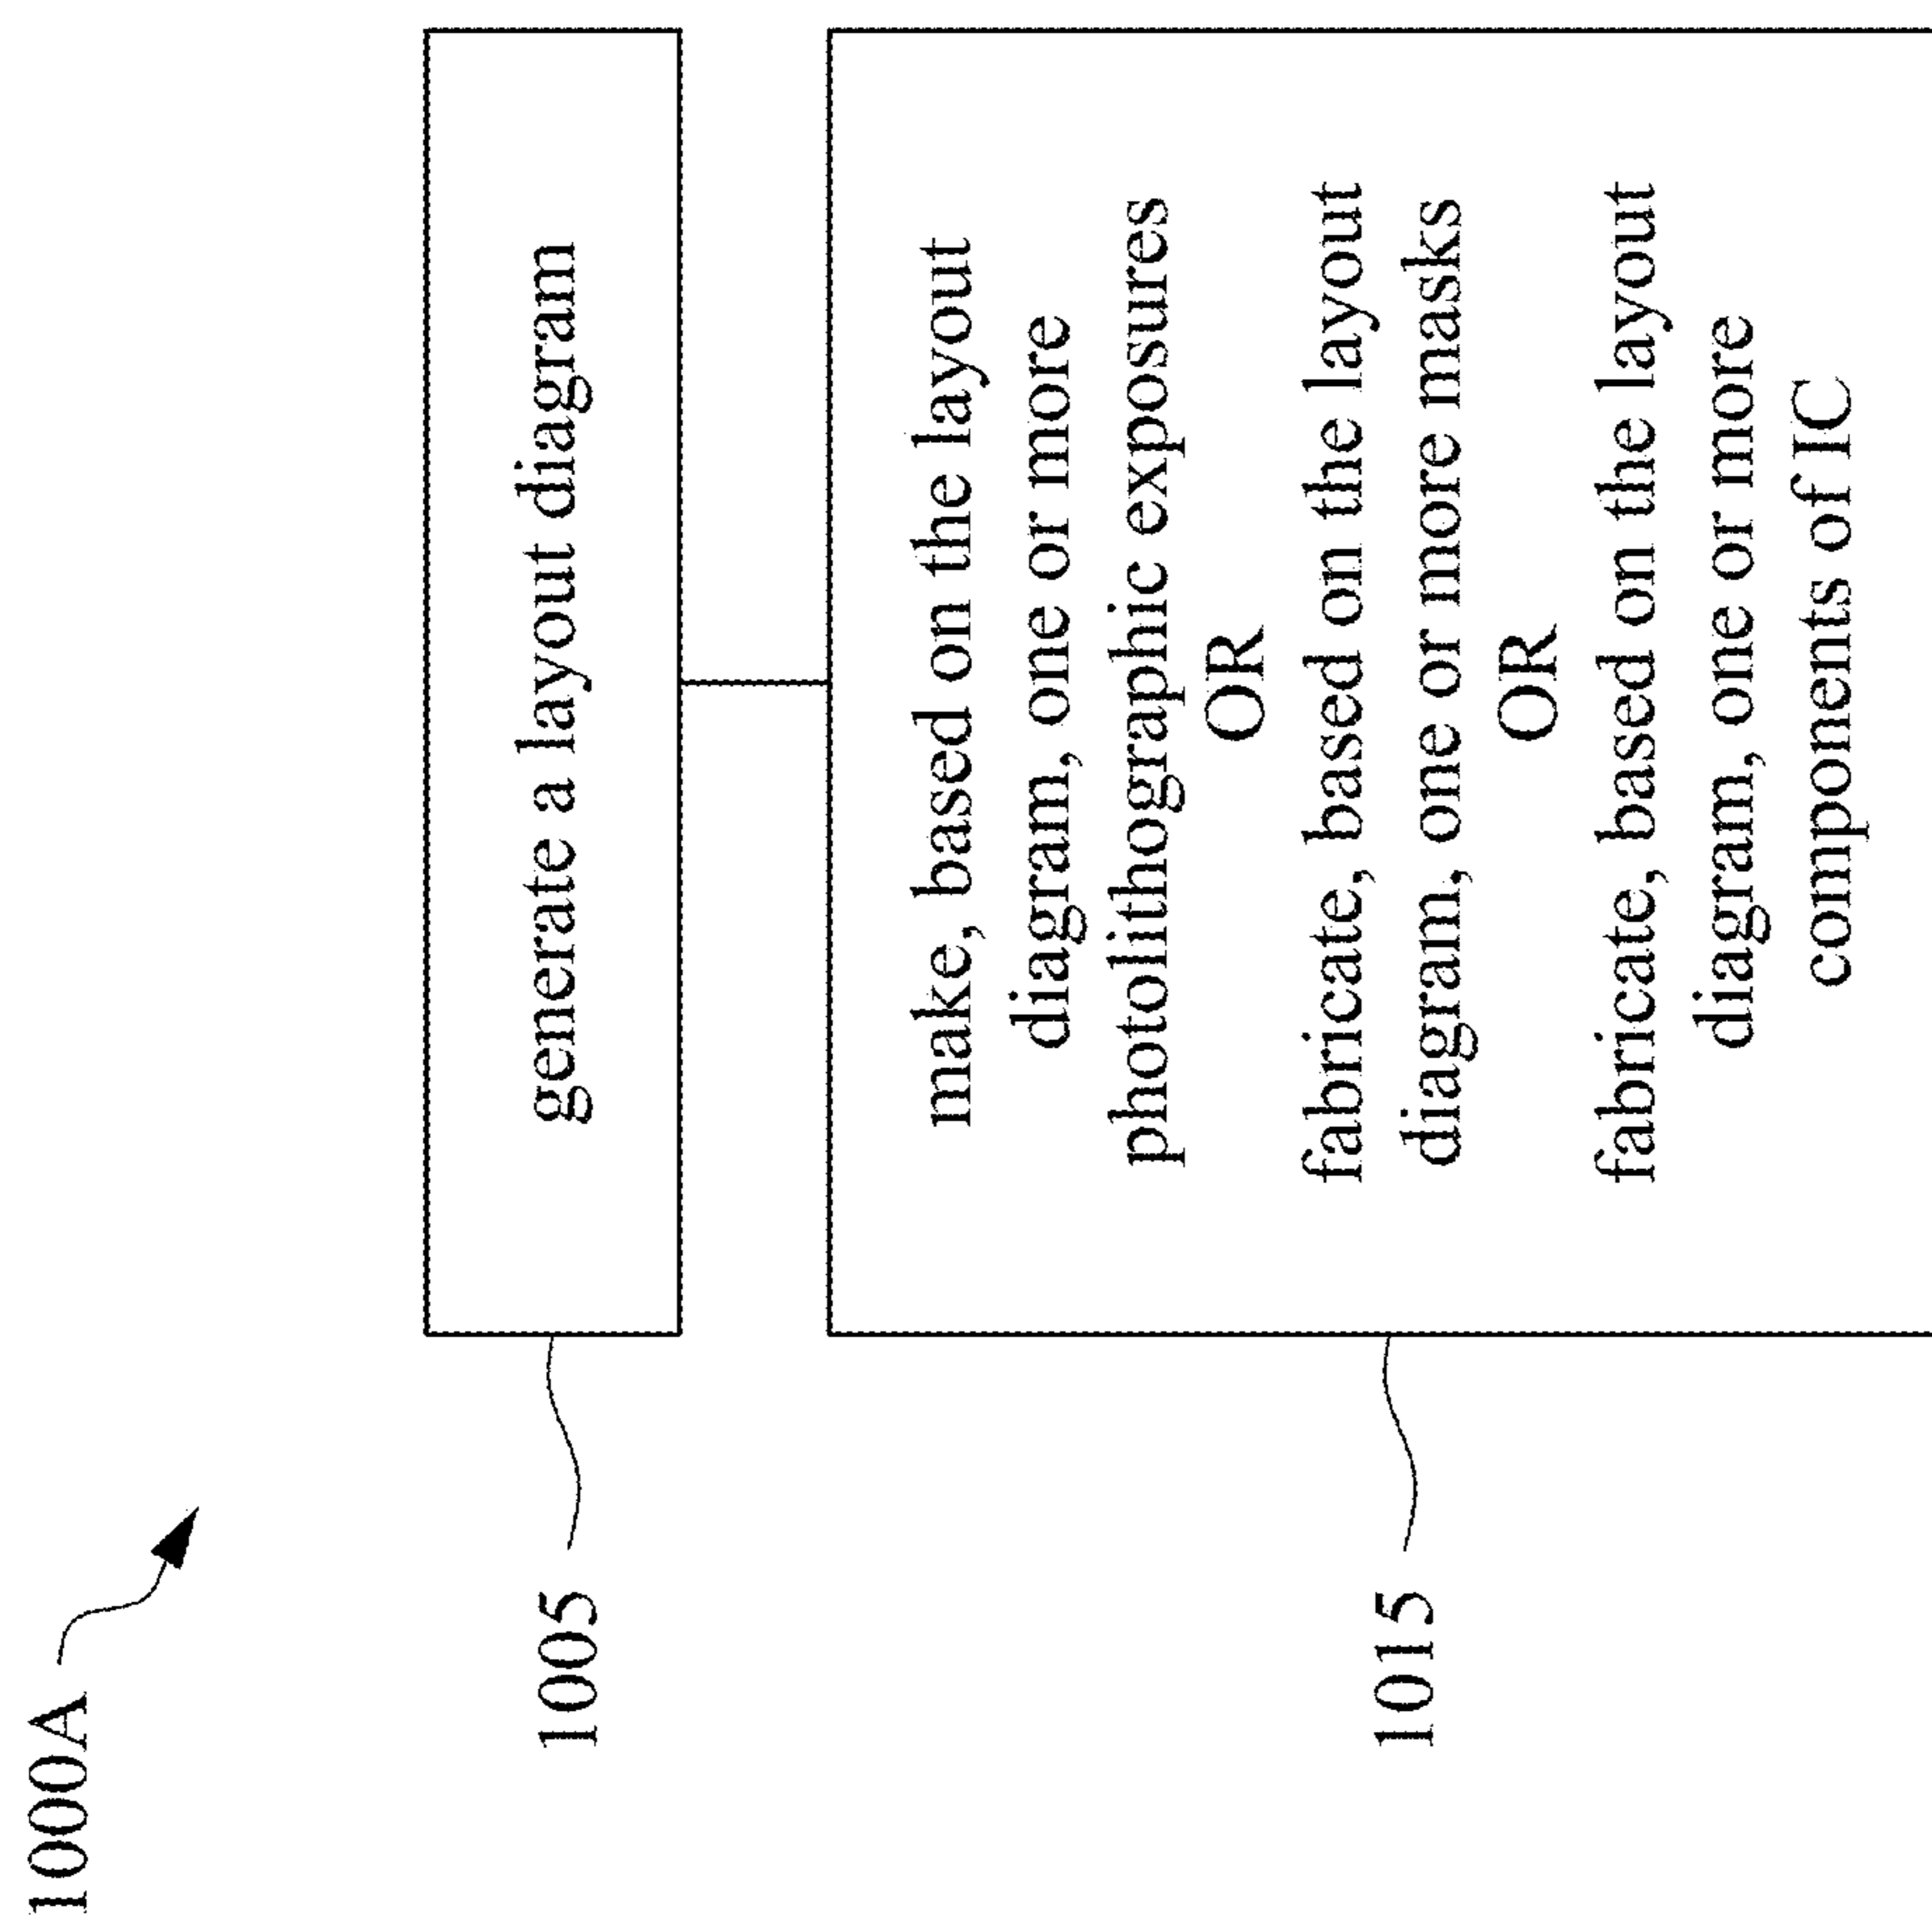 1000A
1005
generate a layout diagram
1015
make, based on the layout
diagram, one or more
photolithographic exposures
OR
fabricate, based on the layout
diagram, one or more masks
OR
fabricate, based on the layout
diagram, one or more
components of IC